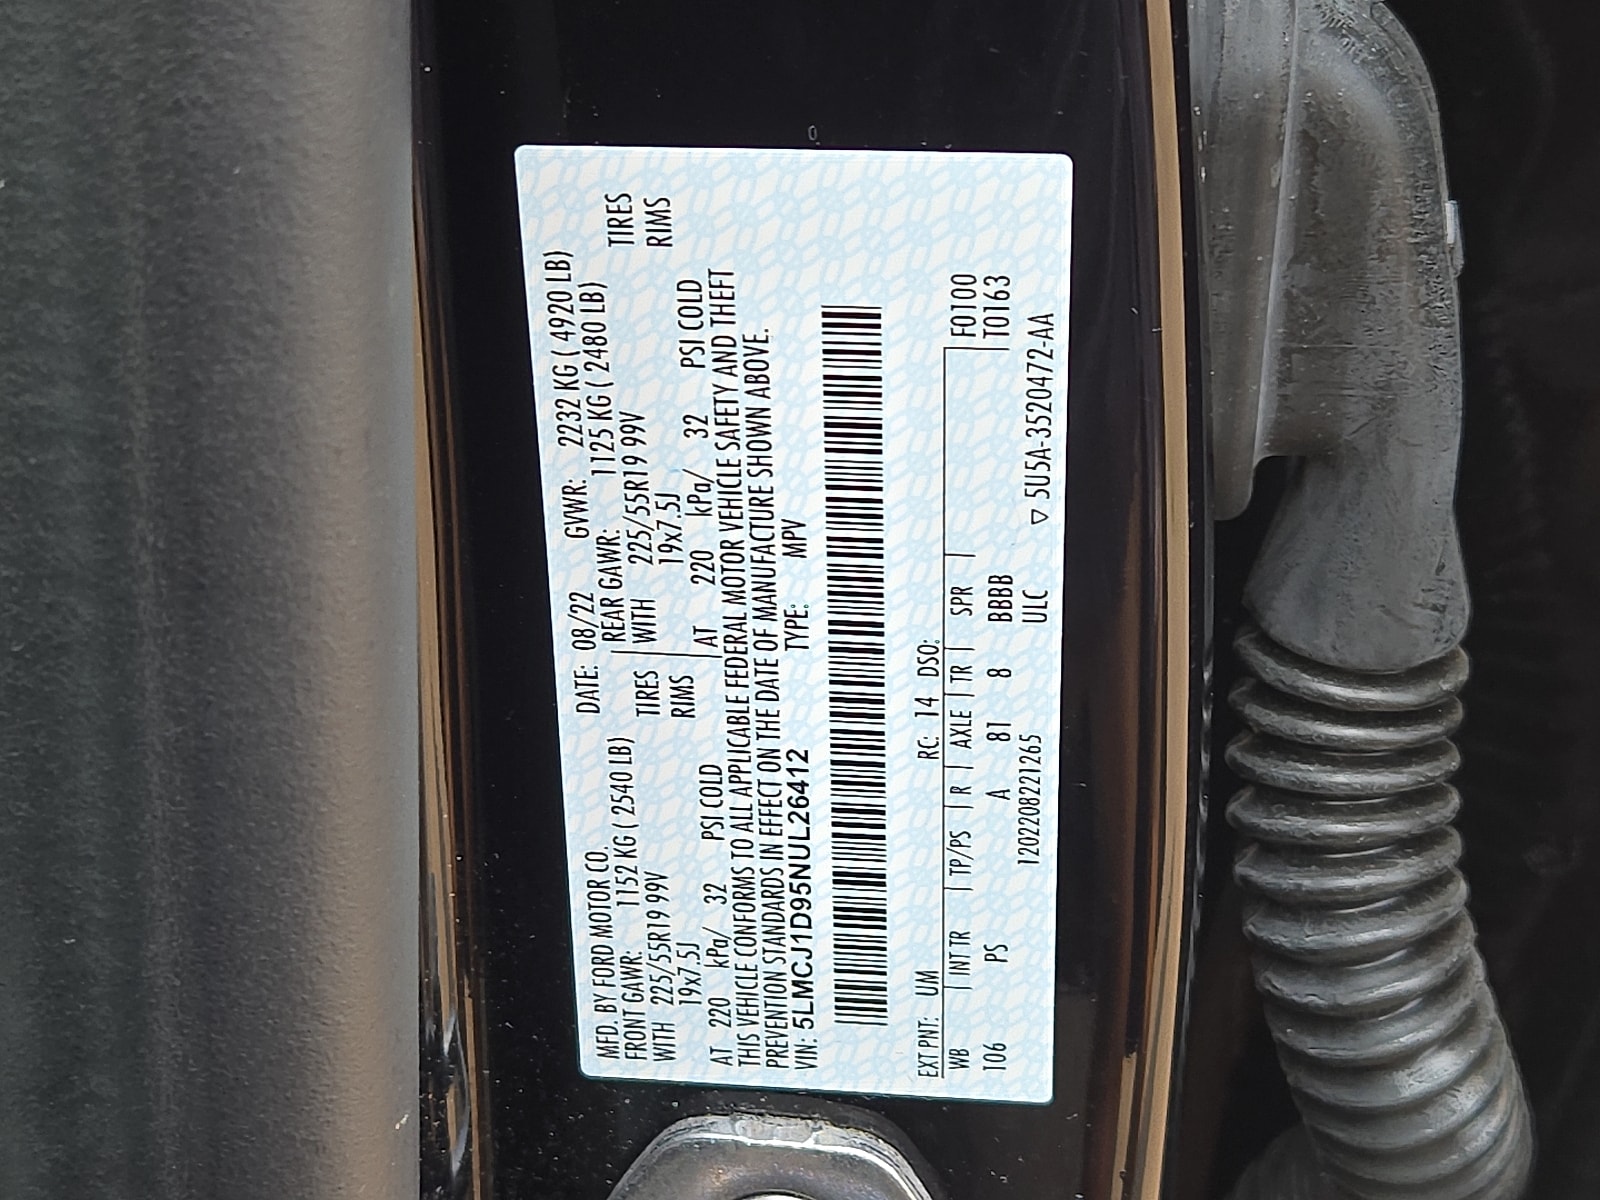 MFD. BY FORD MOTOR CO. DATE: 08/22 GVWR: 2232 KG ( 4920 LB)
FRONT GAWR: 1152 KG ( 2540 LB) REAR GAWR: 1125 KG ( 2480 LB)
WITH 225/55R19 99V TIRES WITH 225/55R19 99V TIRES
19x7.5J RIMS 19x7.5J RIMS
AT 220 kPa/ 32 PSI COLD AT 220 kPa/ 32 PSI COLD
THIS VEHICLE CONFORMS TO ALL APPLICABLE FEDERAL MOTOR VEHICLE SAFETY AND THEFT
PREVENTION STANDARDS IN EFFECT ON THE DATE OF MANUFACTURE SHOWN ABOVE.
VIN: 5LMCJ1D95NUL26412 TYPE: MPV
EXT PNT: UM RC: 14 DSO: F0100
WB INT TR TP/PS R AXLE TR SPR T0163
106 PS A 81 8 BBBB
1202208221265 ULC ▽ 5U5A-3520472-AA